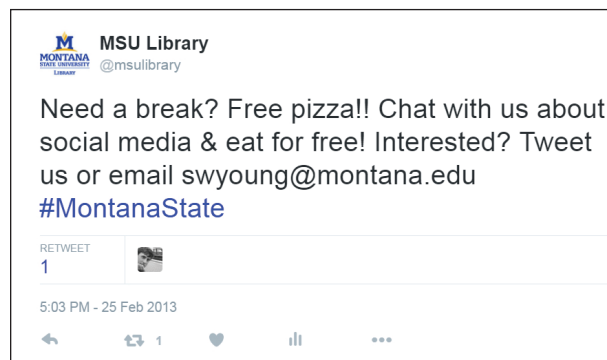 M
MONTANA
STATE UNIVERSITY
LIBRARY
MSU Library
@msulibrary
Need a break? Free pizza!! Chat with us about
social media & eat for free! Interested? Tweet
us or email swyoung@montana.edu
#MontanaState
RETWEET
1
5:03 PM - 25 Feb 2013
1